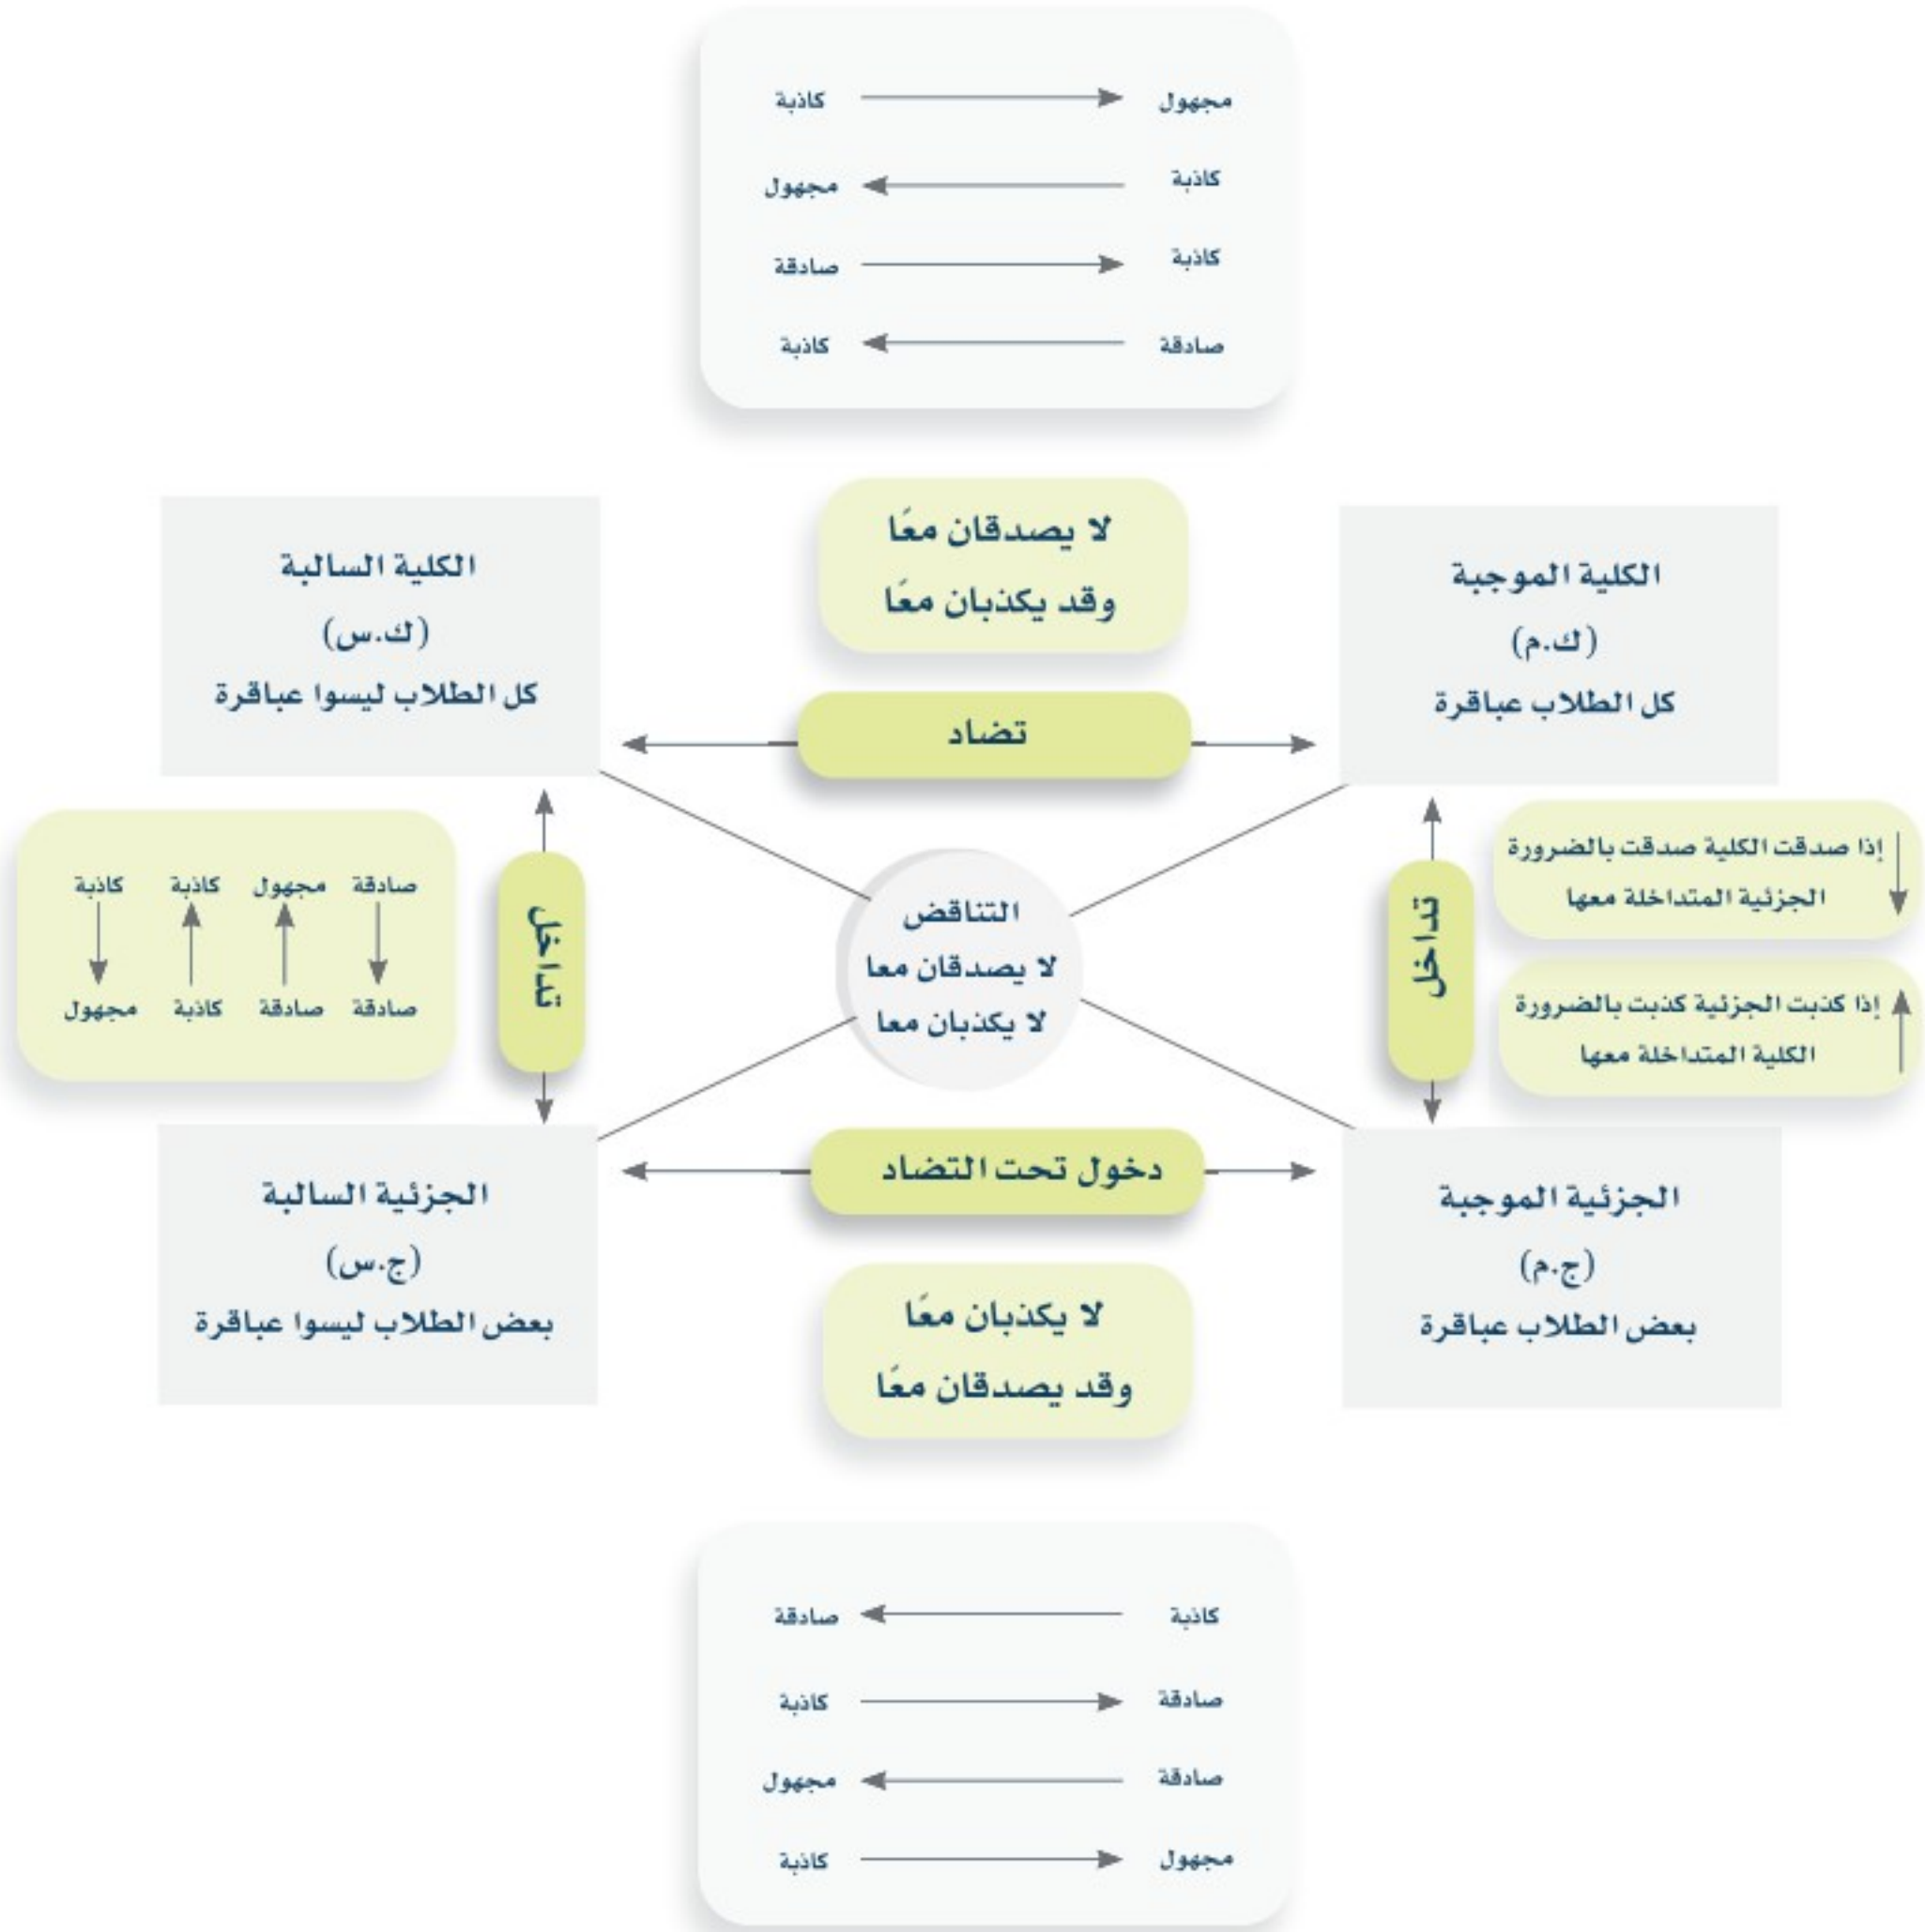 مجهول كاذبة
كاذبة مجهول
كاذبة صادقة
صادقة كاذبة
لا يصدقان معًا
وقد يكذبان معًا
تضاد
الكلية الموجبة
(ك.م)
كل الطلاب عباقرة
الكلية السالبة
(ك.س)
كل الطلاب ليسوا عباقرة
إذا صدقت الكلية صدقت بالضرورة
الجزئية المتداخلة معها
إذا كذبت الجزئية كذبت بالضرورة
الكلية المتداخلة معها
تداخل
التناقض
لا يصدقان معا
لا يكذبان معا
تداخل
صادقة مجهول كاذبة كاذبة
صادقة صادقة كاذبة مجهول
دخول تحت التضاد
الجزئية الموجبة
(ج.م)
بعض الطلاب عباقرة
الجزئية السالبة
(ج.س)
بعض الطلاب ليسوا عباقرة
لا يكذبان معًا
وقد يصدقان معًا
كاذبة صادقة
صادقة كاذبة
صادقة مجهول
مجهول كاذبة